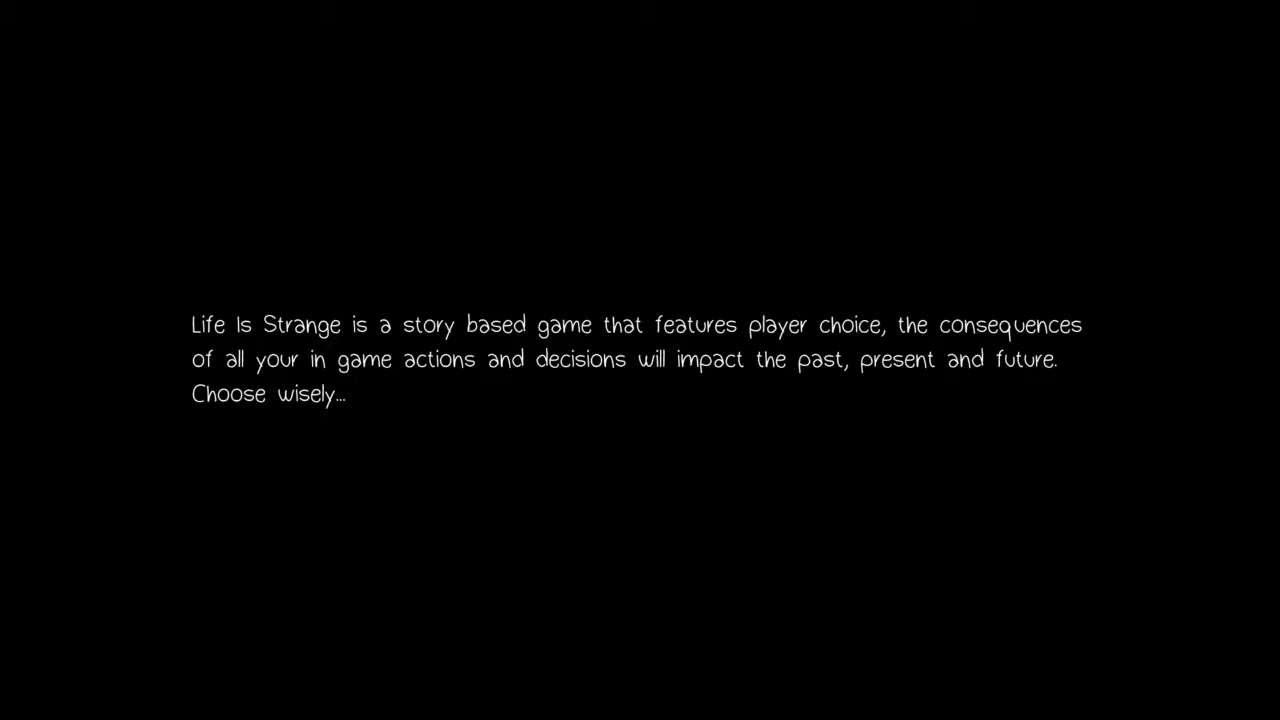 Life Is Strange is a story based game that features player choice, the consequences
of all your in game actions and decisions will impact the past, present and future.
Choose wisely...